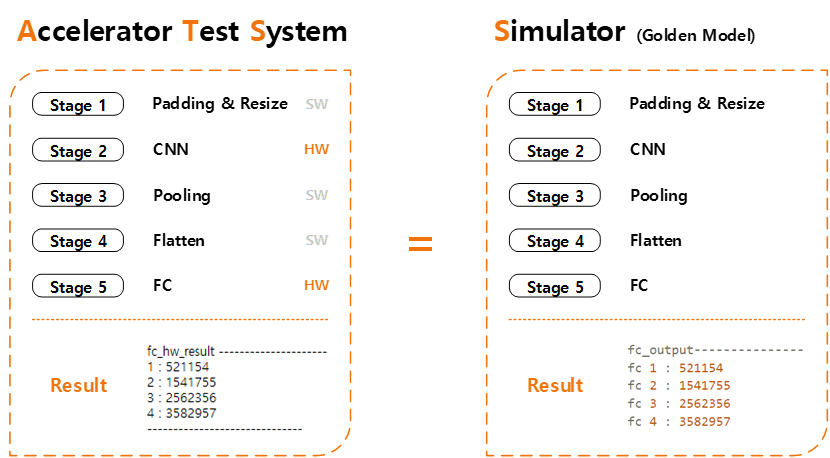 Accelerator Test System
Stage 1 Padding & Resize SW
Stage 2 CNN HW
Stage 3 Pooling SW
Stage 4 Flatten SW
Stage 5 FC HW
Result
fc_hw_result ---------------------
1 : 521154
2 : 1541755
3 : 2562356
4 : 3582957
------------------------------
=
Simulator (Golden Model)
Stage 1 Padding & Resize
Stage 2 CNN
Stage 3 Pooling
Stage 4 Flatten
Stage 5 FC
Result
fc_output---------------
fc 1 : 521154
fc 2 : 1541755
fc 3 : 2562356
fc 4 : 3582957